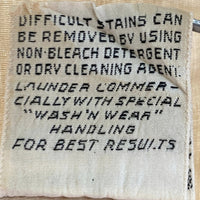 DIFFICULT STAINS CAN
BE REMOVED BY USING
NON-BLEACH DETERGENT
OR DRY CLEANING AGENT.
LAUNDER COMMER-
CIALLY WITH SPECIAL
"WASH 'N WEAR"
HANDLING
FOR BEST RESULTS